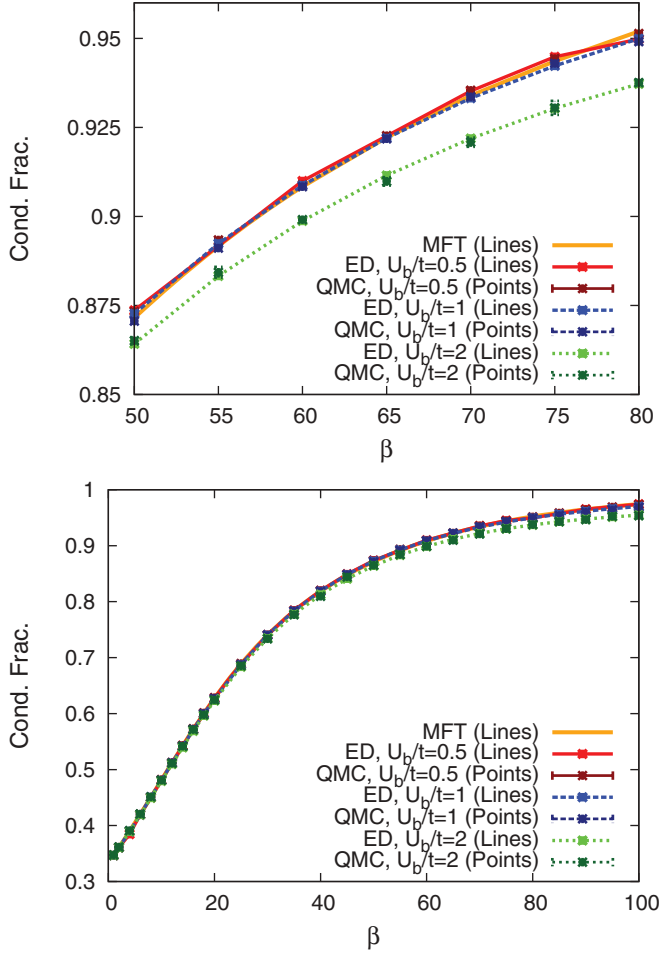 0.95
0.925
0.9
0.875
0.85
Cond. Frac.
MFT (Lines)
ED, U_b/t=0.5 (Lines)
QMC, U_b/t=0.5 (Points)
ED, U_b/t=1 (Lines)
QMC, U_b/t=1 (Points)
ED, U_b/t=2 (Lines)
QMC, U_b/t=2 (Points)
50 55 60 65 70 75 80
β
1
0.9
0.8
0.7
0.6
0.5
0.4
0.3
Cond. Frac.
MFT (Lines)
ED, U_b/t=0.5 (Lines)
QMC, U_b/t=0.5 (Points)
ED, U_b/t=1 (Lines)
QMC, U_b/t=1 (Points)
ED, U_b/t=2 (Lines)
QMC, U_b/t=2 (Points)
0 20 40 60 80 100
β